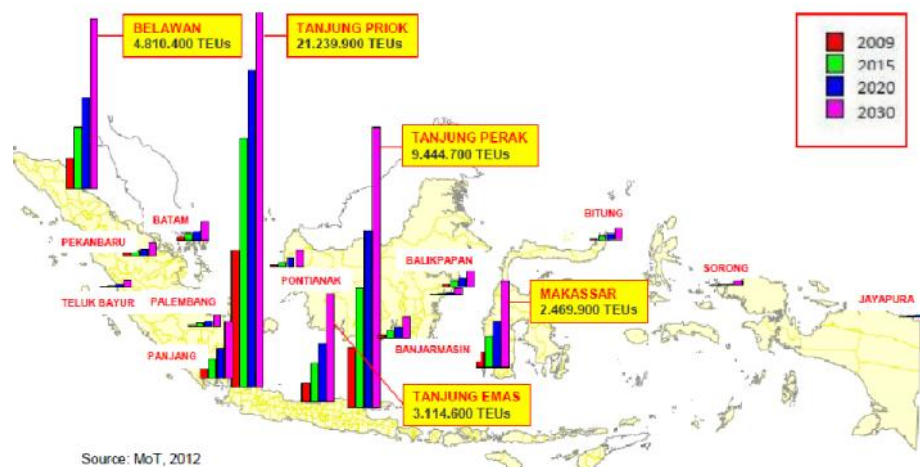 BELAWAN
4.810.400 TEUs
TANJUNG PRIOK
21.239.900 TEUs
2009
2015
2020
2030
TANJUNG PERAK
9.444.700 TEUs
BATAM
BITUNG
PEKANBARU
BALIKPAPAN
SORONG
PONTIANAK
TELUK BAYUR
PALEMBANG
MAKASSAR
2.469.900 TEUs
JAYAPURA
PANJANG
BANJARMASIN
TANJUNG EMAS
3.114.600 TEUs
Source: MoT, 2012